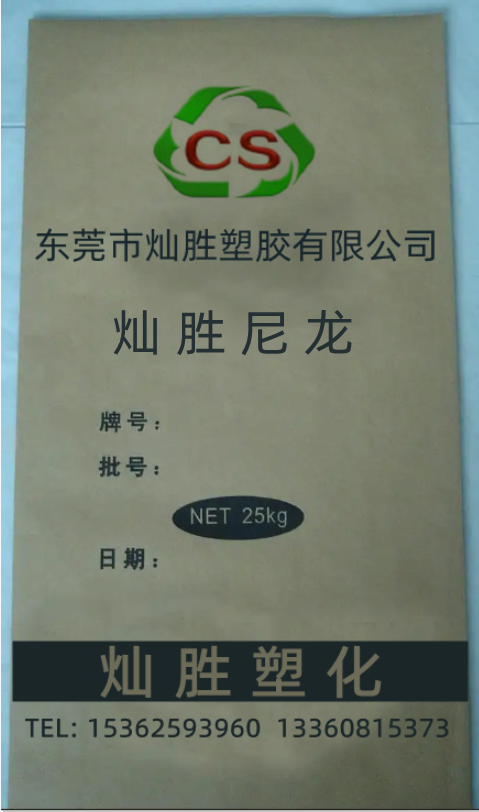 CS
东莞市灿胜塑胶有限公司
灿胜尼龙
牌号：
批号：
NET 25kg
日期：
灿胜塑化
TEL: 15362593960 13360815373